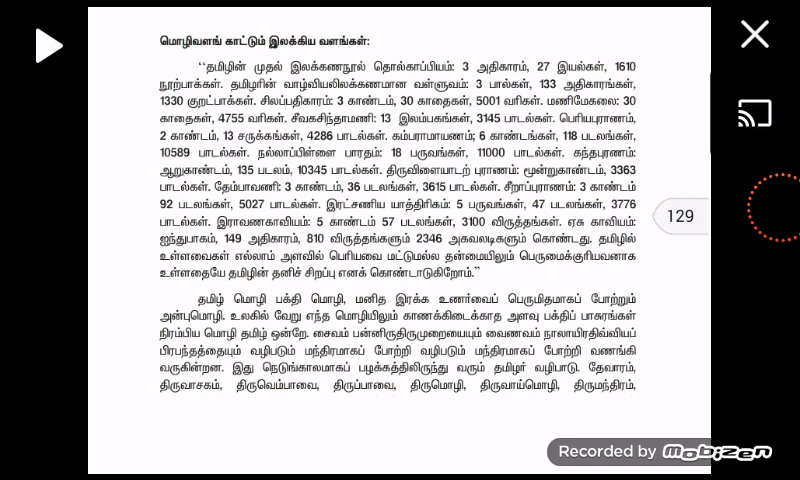 மொழிவளங் காட்டும் இலக்கிய வளங்கள்:
‘‘தமிழின் முதல் இலக்கணநூல் தொல்காப்பியம்: 3 அதிகாரம், 27 இயல்கள், 1610
நூற்பாக்கள். தமிழரின் வாழ்வியலிலக்கணமான வள்ளுவம்: 3 பால்கள், 133 அதிகாரங்கள்,
1330 குறட்பாக்கள். சிலப்பதிகாரம்: 3 காண்டம், 30 காதைகள், 5001 வரிகள். மணிமேகலை: 30
காதைகள், 4755 வரிகள். சீவகசிந்தாமணி: 13 இலம்பகங்கள், 3145 பாடல்கள். பெரியபுராணம்,
2 காண்டம், 13 சருக்கங்கள், 4286 பாடல்கள். கம்பராமாயணம்; 6 காண்டங்கள், 118 படலங்கள்,
10589 பாடல்கள். நல்லாப்பிள்ளை பாரதம்: 18 பருவங்கள், 11000 பாடல்கள். கந்தபுரணம்:
ஆறுகாண்டம், 135 படலம், 10345 பாடல்கள். திருவிளையாடற் புராணம்: மூன்றுகாண்டம், 3363
பாடல்கள். தேம்பாவணி: 3 காண்டம், 36 படலங்கள், 3615 பாடல்கள். சீறாப்புராணம்: 3 காண்டம்
92 படலங்கள், 5027 பாடல்கள். இரட்சணிய யாத்திரிகம்: 5 பருவங்கள், 47 படலங்கள், 3776
பாடல்கள். இராவணகாவியம்: 5 காண்டம் 57 படலங்கள், 3100 விருத்தங்கள். ஏசு காவியம்:
ஐந்துபாகம், 149 அதிகாரம், 810 விருத்தங்களும் 2346 அகவலடிகளும் கொண்டது. தமிழில்
உள்ளவைகள் எல்லாம் அளவில் பெரியவை மட்டுமல்ல தன்மையிலும் பெருமைக்குரியவனாக
உள்ளதையே தமிழின் தனிச் சிறப்பு எனக் கொண்டாடுகிறோம்.’’
தமிழ் மொழி பக்தி மொழி, மனித இரக்க உணர்வைப் பெருமிதமாகப் போற்றும்
அன்புமொழி. உலகில் வேறு எந்த மொழியிலும் காணக்கிடைக்காத அளவு பக்திப் பாசுரங்கள்
நிரம்பிய மொழி தமிழ் ஒன்றே. சைவம் பன்னிருதிருமுறையையும் வைணவம் நாலாயிரதிவ்வியப்
பிரபந்தத்தையும் வழிபடும் மந்திரமாகப் போற்றி வழிபடும் மந்திரமாகப் போற்றி வணங்கி
வருகின்றன. இது நெடுங்காலமாகப் பழக்கத்திலிருந்து வரும் தமிழர் வழிபாடு. தேவாரம்,
திருவாசகம், திருவெம்பாவை, திருப்பாவை, திருமொழி, திருவாய்மொழி, திருமந்திரம்,
129
Recorded by mobizen